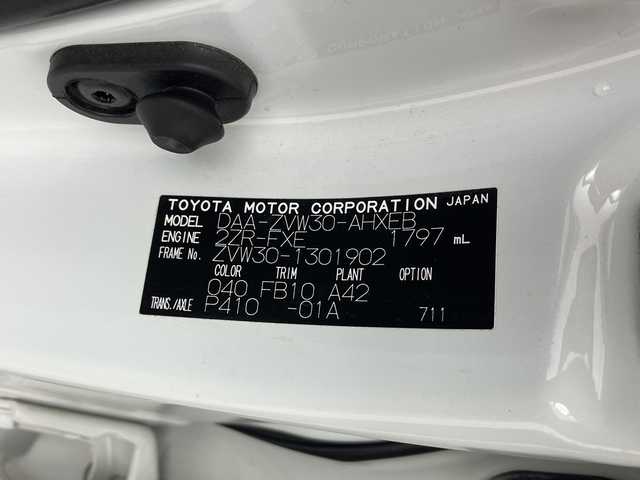 TOYOTA MOTOR CORPORATION JAPAN
MODEL DAA-ZVW30-AHXEB
ENGINE 2ZR-FXE 1797 mL
FRAME No. ZVW30-1301902
COLOR TRIM PLANT OPTION
040 FB10 A42
TRANS./AXLE P410 -01A 711